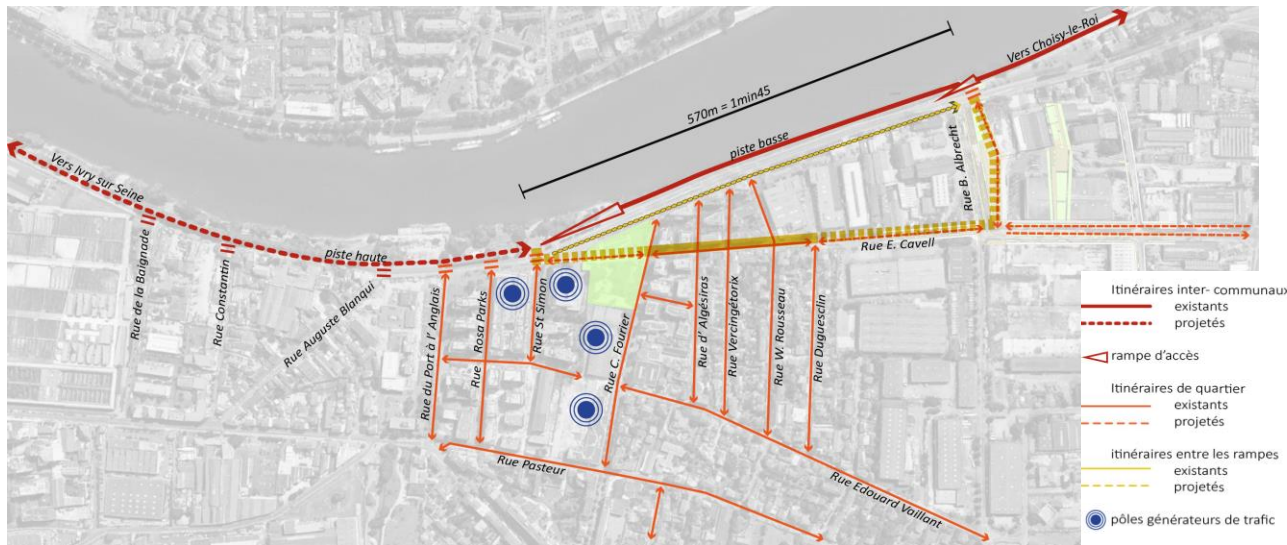 Vers Choisy-le-Roi
570m = 1min45
piste basse
Vers Ivry sur Seine
Rue B. Albrecht
Rue de la Baignade
Rue Constantin
piste haute
Rue Auguste Blanqui
Rue du Port à l' Anglais
Rue Rosa Parks
Rue St Simon
Rue C. Fourier
Rue d' Algésiras
Rue Vercingétorix
Rue W. Rousseau
Rue Duguesclin
Rue E. Cavell
Rue Pasteur
Rue Edouard Vaillant
Itinéraires inter- communaux
existants
projetés
rampe d'accès
Itinéraires de quartier
existants
projetés
itinéraires entre les rampes
existants
projetés
pôles générateurs de trafic